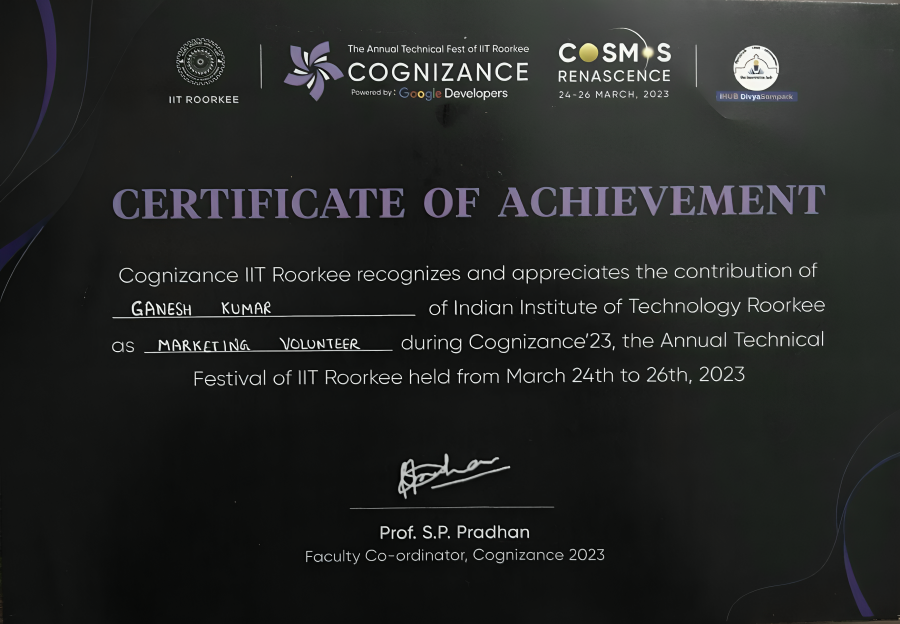 IIT ROORKEE
The Annual Technical Fest of IIT Roorkee
COGNIZANCE
Powered by : Google Developers
COSMOS
RENASCENCE
24-26 MARCH, 2023
IHUB DivyaSampark
CERTIFICATE OF ACHIEVEMENT
Cognizance IIT Roorkee recognizes and appreciates the contribution of
GANESH KUMAR of Indian Institute of Technology Roorkee
as MARKETING VOLUNTEER during Cognizance'23, the Annual Technical
Festival of IIT Roorkee held from March 24th to 26th, 2023
Prof. S.P. Pradhan
Faculty Co-ordinator, Cognizance 2023